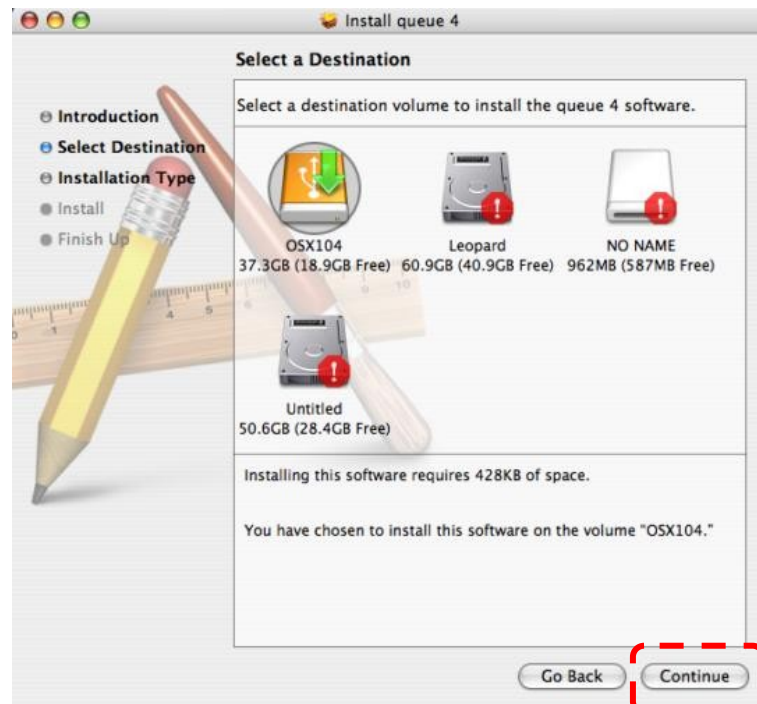 Install queue 4
Select a Destination
Introduction
Select Destination
Installation Type
Install
Finish Up
Select a destination volume to install the queue 4 software.
OSX104
37.3GB (18.9GB Free)
Leopard
60.9GB (40.9GB Free)
NO NAME
962MB (587MB Free)
Untitled
50.6GB (28.4GB Free)
Installing this software requires 428KB of space.
You have chosen to install this software on the volume "OSX104."
Go Back
Continue